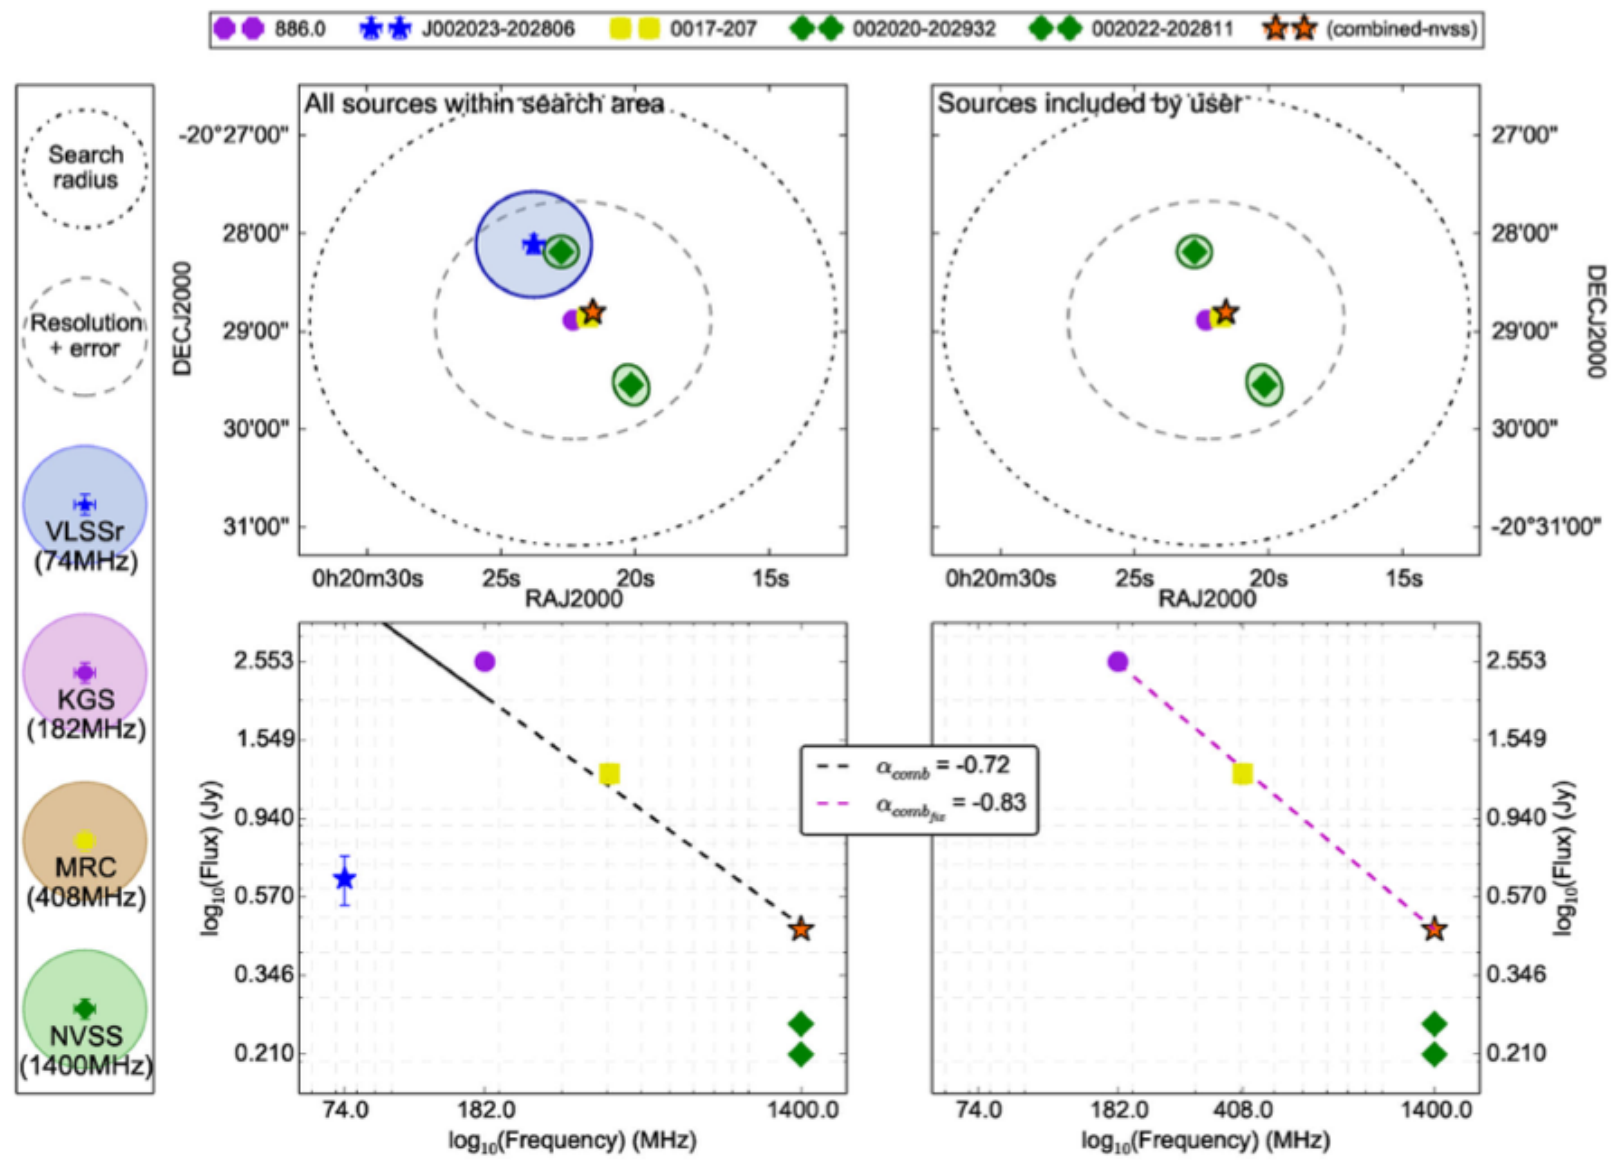 886.0 J002023-202806 0017-207 002020-202932 002022-202811 (combined-nvss)
Search
radius
Resolution
+ error
VLSSr
(74MHz)
KGS
(182MHz)
MRC
(408MHz)
NVSS
(1400MHz)
All sources within search area
-20°27'00"
28'00"
29'00"
30'00"
31'00"
DECJ2000
0h20m30s 25s 20s 15s
RAJ2000
Sources included by user
27'00"
28'00"
29'00"
30'00"
-20°31'00"
DECJ2000
0h20m30s 25s 20s 15s
RAJ2000
2.553
1.549
0.940
0.570
0.346
0.210
log₁₀(Flux) (Jy)
74.0 182.0 1400.0
log₁₀(Frequency) (MHz)
α_comb = -0.72
α_comb_fix = -0.83
2.553
1.549
0.940
0.570
0.346
0.210
log₁₀(Flux) (Jy)
74.0 182.0 408.0 1400.0
log₁₀(Frequency) (MHz)